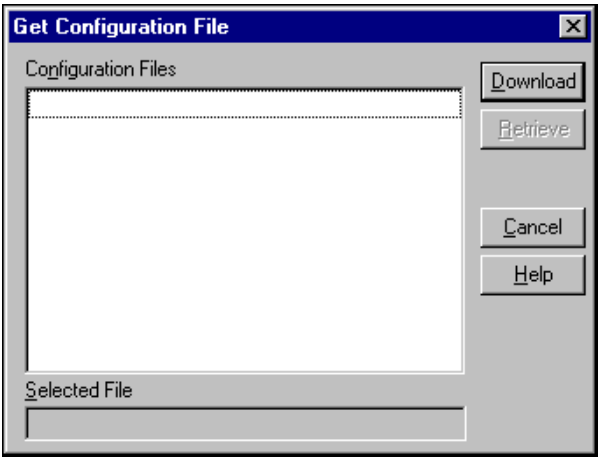 Get Configuration File
Configuration Files
Download
Retrieve
Cancel
Help
Selected File